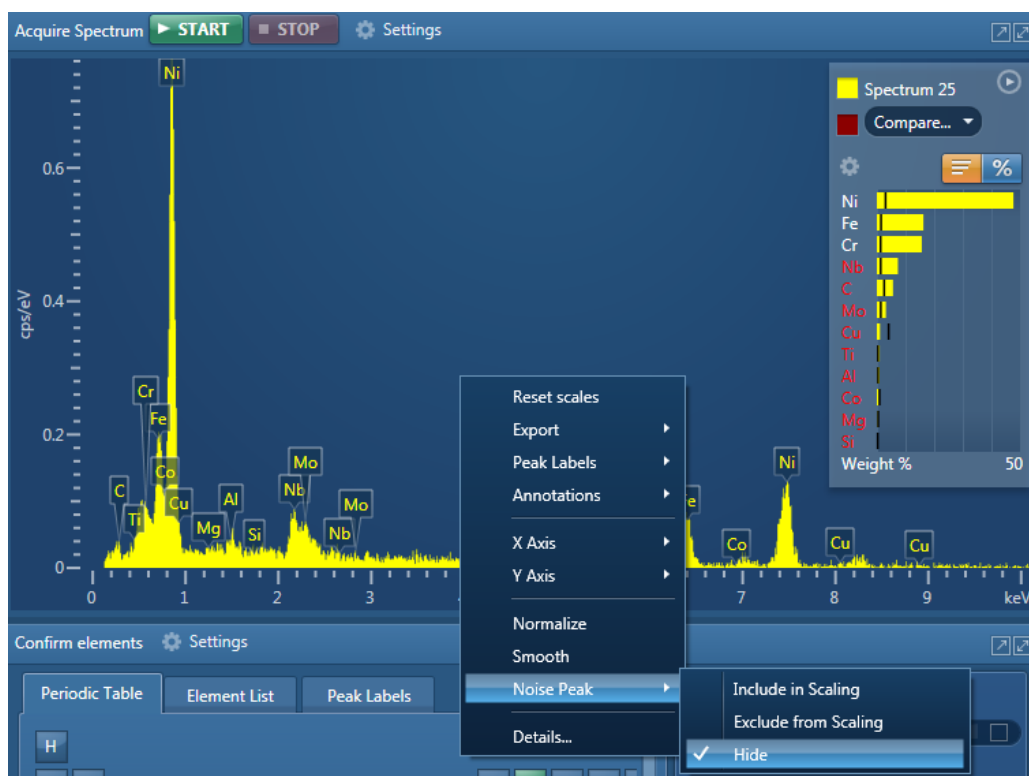 Acquire Spectrum START STOP Settings
Spectrum 25
Compare...
%
Ni
Fe
Cr
Nb
C
Mo
Cu
Ti
Al
Co
Mg
Si
Weight % 50
cps/eV
0.6
0.4
0.2
0
Ni
Cr
Fe
Co
C
Ti
Cu
Mg
Al
Si
Nb
Mo
Nb
Mo
Co
Ni
Cu
Cu
0 1 2 3 7 8 9 keV
Reset scales
Export
Peak Labels
Annotations
X Axis
Y Axis
Normalize
Smooth
Noise Peak
Details...
Include in Scaling
Exclude from Scaling
Hide
Confirm elements Settings
Periodic Table Element List Peak Labels
H